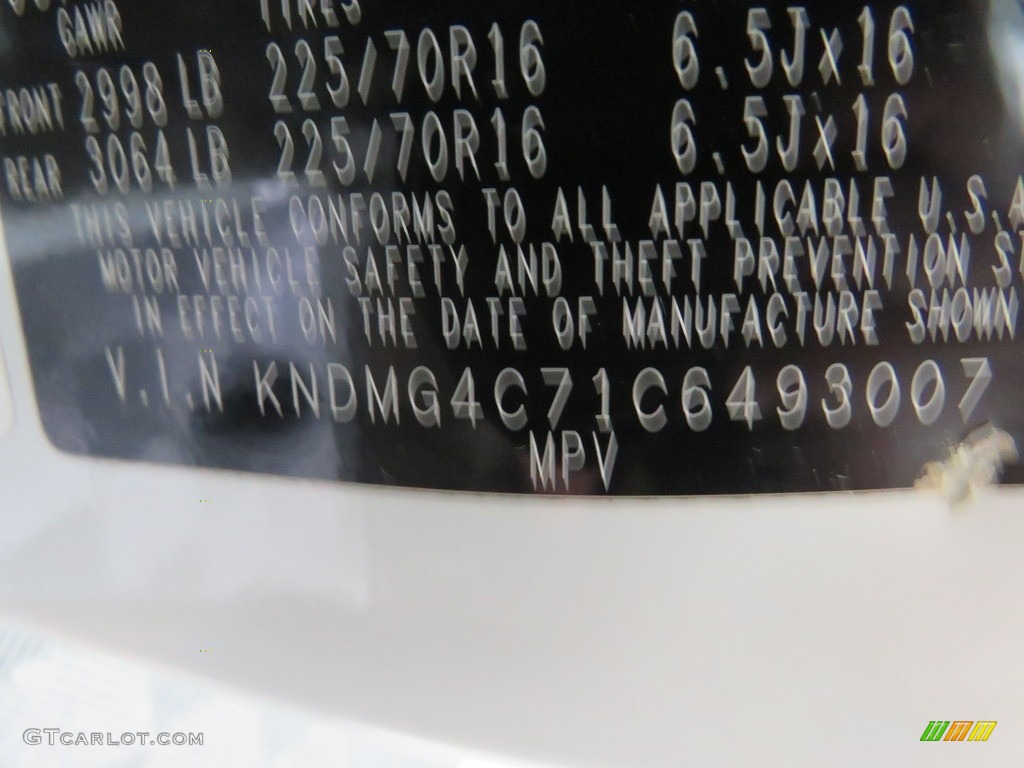 GAWR TIRES
FRONT 2998 LB 225/70R16 6.5Jx16
REAR 3064 LB 225/70R16 6.5Jx16
THIS VEHICLE CONFORMS TO ALL APPLICABLE U.S.A
MOTOR VEHICLE SAFETY AND THEFT PREVENTION ST
IN EFFECT ON THE DATE OF MANUFACTURE SHOWN
V.I.N KNDMG4C71C6493007
MPV
GTCARLOT.COM